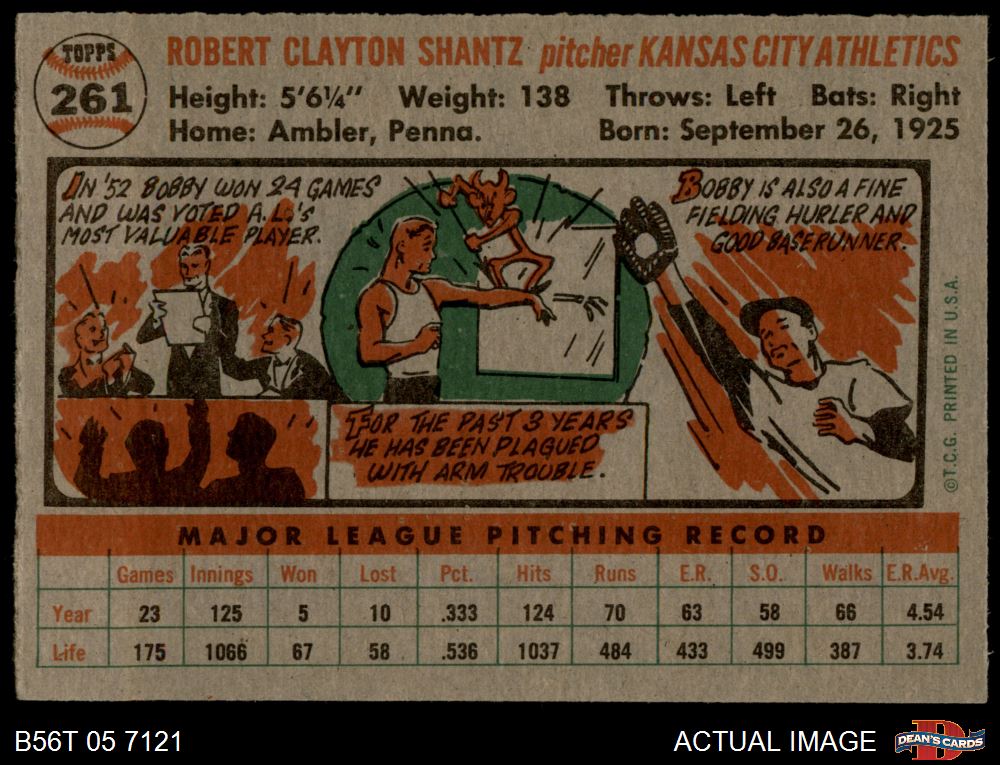 TOPPS
261
ROBERT CLAYTON SHANTZ pitcher KANSAS CITY ATHLETICS
Height: 5'6¼" Weight: 138 Throws: Left Bats: Right
Home: Ambler, Penna. Born: September 26, 1925
IN '52 BOBBY WON 24 GAMES
AND WAS VOTED A.L.'S
MOST VALUABLE PLAYER.
FOR THE PAST 3 YEARS
HE HAS BEEN PLAGUED
WITH ARM TROUBLE.
BOBBY IS ALSO A FINE
FIELDING HURLER AND
GOOD BASERUNNER.
©T.C.G. PRINTED IN U.S.A.
MAJOR LEAGUE PITCHING RECORD
Games Innings Won Lost Pct. Hits Runs E.R. S.O. Walks E.R.Avg.
Year 23 125 5 10 .333 124 70 63 58 66 4.54
Life 175 1066 67 58 .536 1037 484 433 499 387 3.74
B56T 05 7121
ACTUAL IMAGE
DEAN'S CARDS